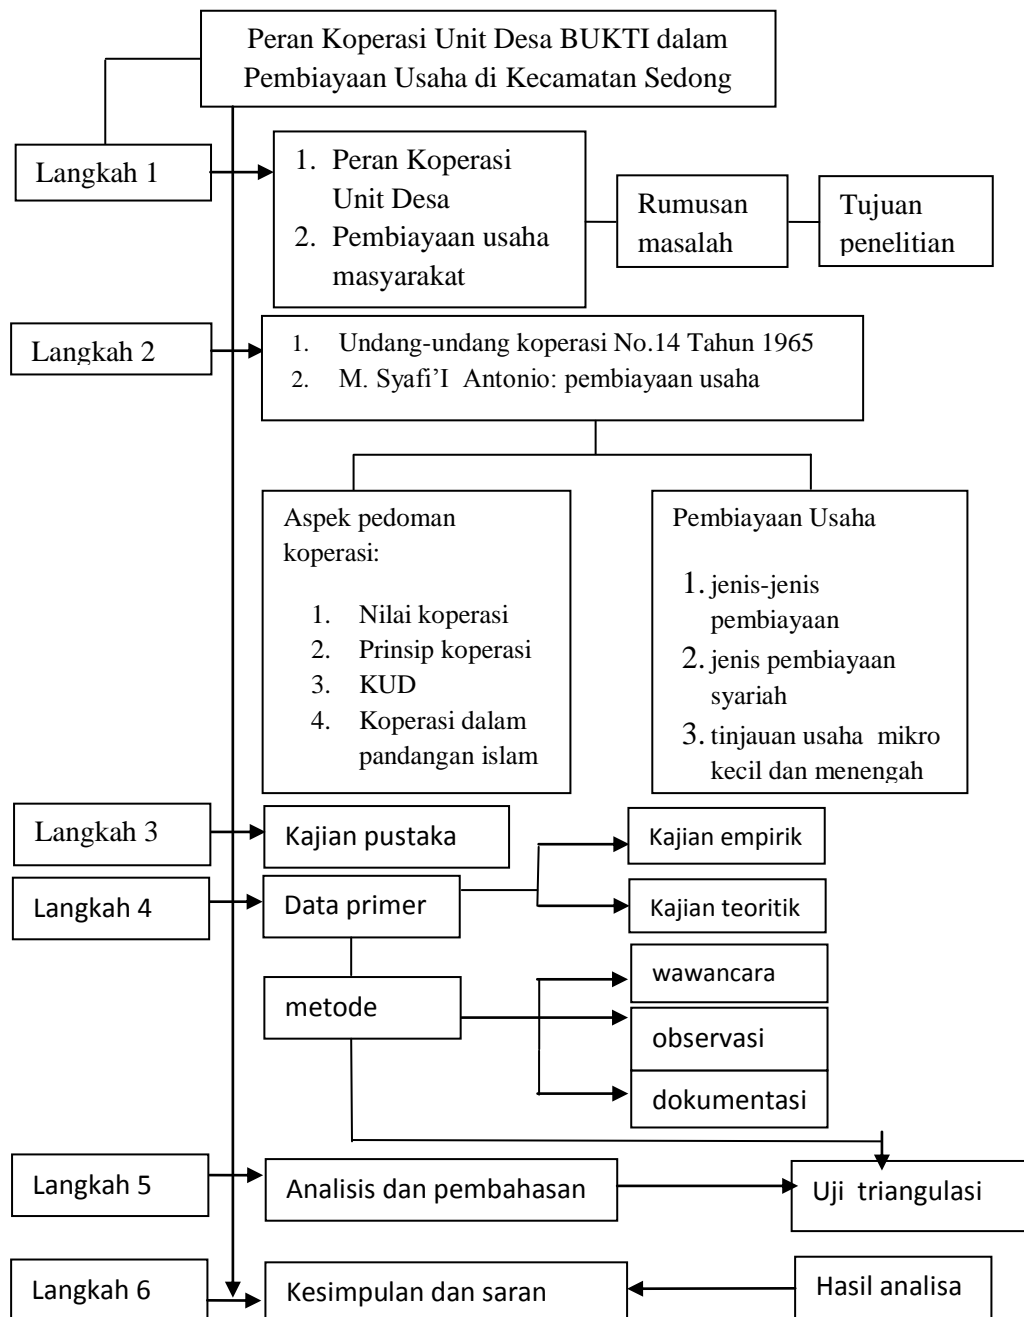 Peran Koperasi Unit Desa BUKTI dalam
Pembiayaan Usaha di Kecamatan Sedong
Langkah 1
1. Peran Koperasi
Unit Desa
2. Pembiayaan usaha
masyarakat
Rumusan
masalah
Tujuan
penelitian
Langkah 2
1. Undang-undang koperasi No.14 Tahun 1965
2. M. Syafi’I Antonio: pembiayaan usaha
Aspek pedoman
koperasi:
1. Nilai koperasi
2. Prinsip koperasi
3. KUD
4. Koperasi dalam
pandangan islam
Pembiayaan Usaha
1. jenis-jenis
pembiayaan
2. jenis pembiayaan
syariah
3. tinjauan usaha mikro
kecil dan menengah
Langkah 3
Kajian pustaka
Kajian empirik
Langkah 4
Data primer
Kajian teoritik
metode
wawancara
observasi
dokumentasi
Langkah 5
Analisis dan pembahasan
Uji triangulasi
Langkah 6
Kesimpulan dan saran
Hasil analisa